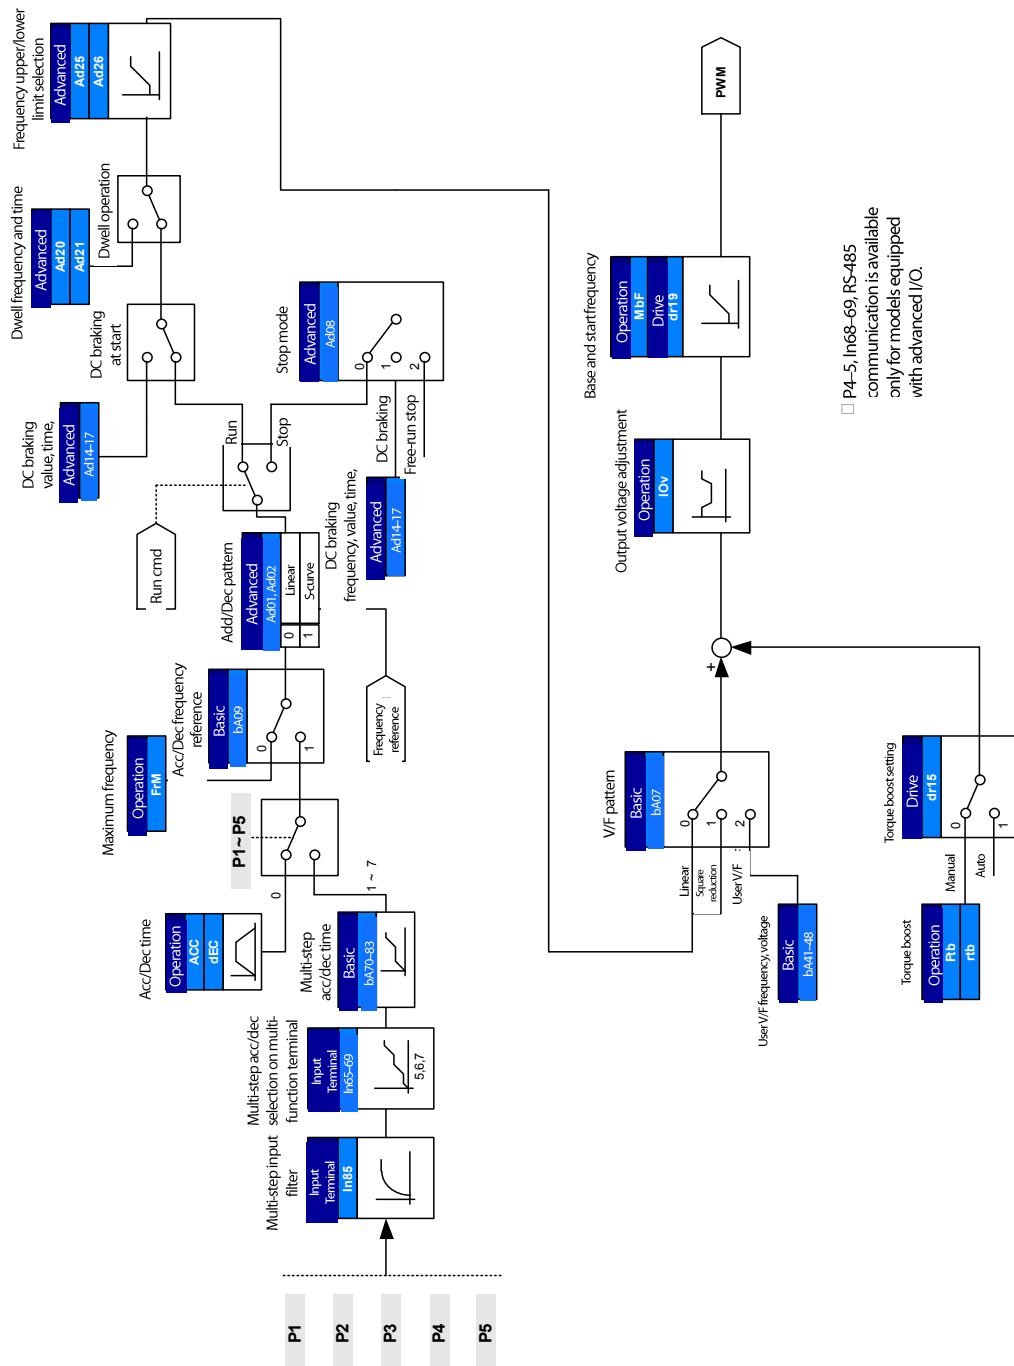 P1
P2
P3
P4
P5
Multi-step input
filter
Input
Terminal
In85
Multi-step acc/dec
selection on multi-
function terminal
Input
Terminal
In65–69
5,6,7
Multi-step
acc/dec time
Basic
bA70–83
1 ~ 7
Acc/Dec time
Operation
ACC
dEC
0
P1~ P5
Maximum frequency
Operation
FrM
Acc/Dec frequency
reference
Basic
bA09
0
1
Frequency
reference
Add/Dec pattern
Advanced
Ad01, Ad02
0
Linear
1
S-curve
Run cmd
Run
Stop
DC braking
frequency, value, time,
Advanced
Ad14–17
DC braking
Free-run stop
Stop mode
Advanced
Ad08
0
1
2
DC braking
value, time,
Advanced
Ad14–17
DC braking
at start
Dwell frequency and time
Advanced
Ad20
Ad21
Dwell operation
Frequency upper/lower
limit selection
Advanced
Ad25
Ad26
User V/F frequency, voltage
Basic
bA41–48
V/F pattern
Basic
bA07
Linear
0
Square
reduction
1
User V/F
2
Torque boost
Operation
Ftb
rtb
Torque boost setting
Drive
dr15
Manual
0
Auto
1
+
Output voltage adjustment
Operation
IOv
Base and start frequency
Operation
MbF
Drive
dr19
PWM
□ P4–5, In68–69, RS-485
communication is available
only for models equipped
with advanced I/O.